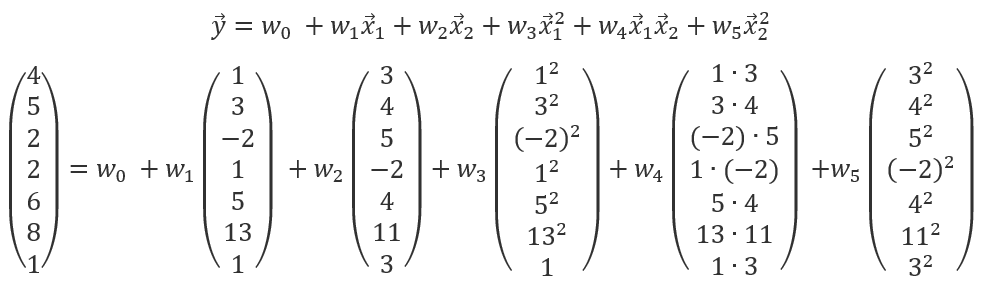 y⃗ = w₀ + w₁x⃗₁ + w₂x⃗₂ + w₃x⃗₁² + w₄x⃗₁x⃗₂ + w₅x⃗₂²
4 1 3 1² 1 · 3 3²
5 3 4 3² 3 · 4 4²
2 −2 5 (−2)² (−2) · 5 5²
2 = w₀ + w₁ 1 + w₂ −2 + w₃ 1² + w₄ 1 · (−2) +w₅ (−2)²
6 5 4 5² 5 · 4 4²
8 13 11 13² 13 · 11 11²
1 1 3 1 1 · 3 3²